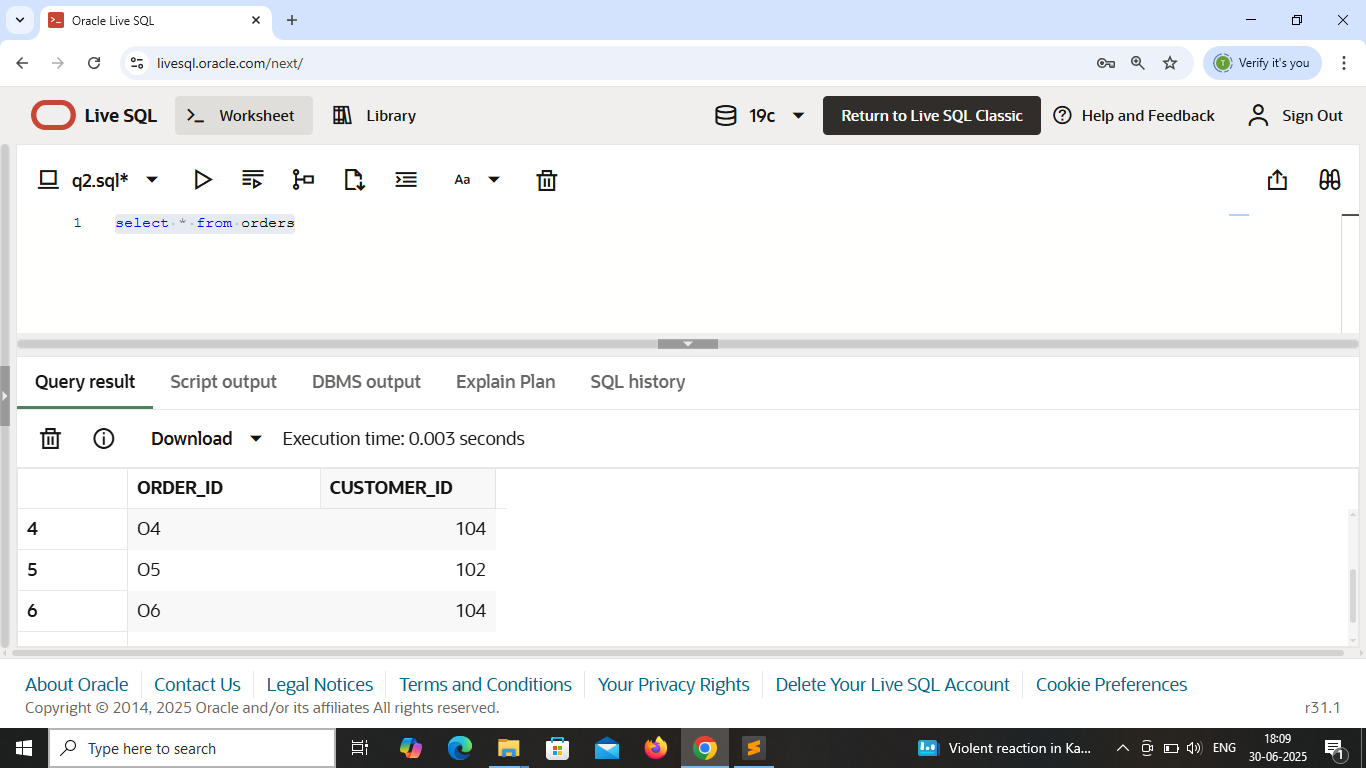 Oracle Live SQL
livesql.oracle.com/next/
T
Verify it's you
Live SQL
Worksheet
Library
19c
Return to Live SQL Classic
Help and Feedback
Sign Out
q2.sql*
Aa
1 select * from orders
Query result Script output DBMS output Explain Plan SQL history
Download
Execution time: 0.003 seconds
ORDER_ID CUSTOMER_ID
4 O4 104
5 O5 102
6 O6 104
About Oracle Contact Us Legal Notices Terms and Conditions Your Privacy Rights Delete Your Live SQL Account Cookie Preferences
Copyright © 2014, 2025 Oracle and/or its affiliates All rights reserved.
r31.1
Type here to search
Violent reaction in Ka...
ENG
18:09
30-06-2025
1